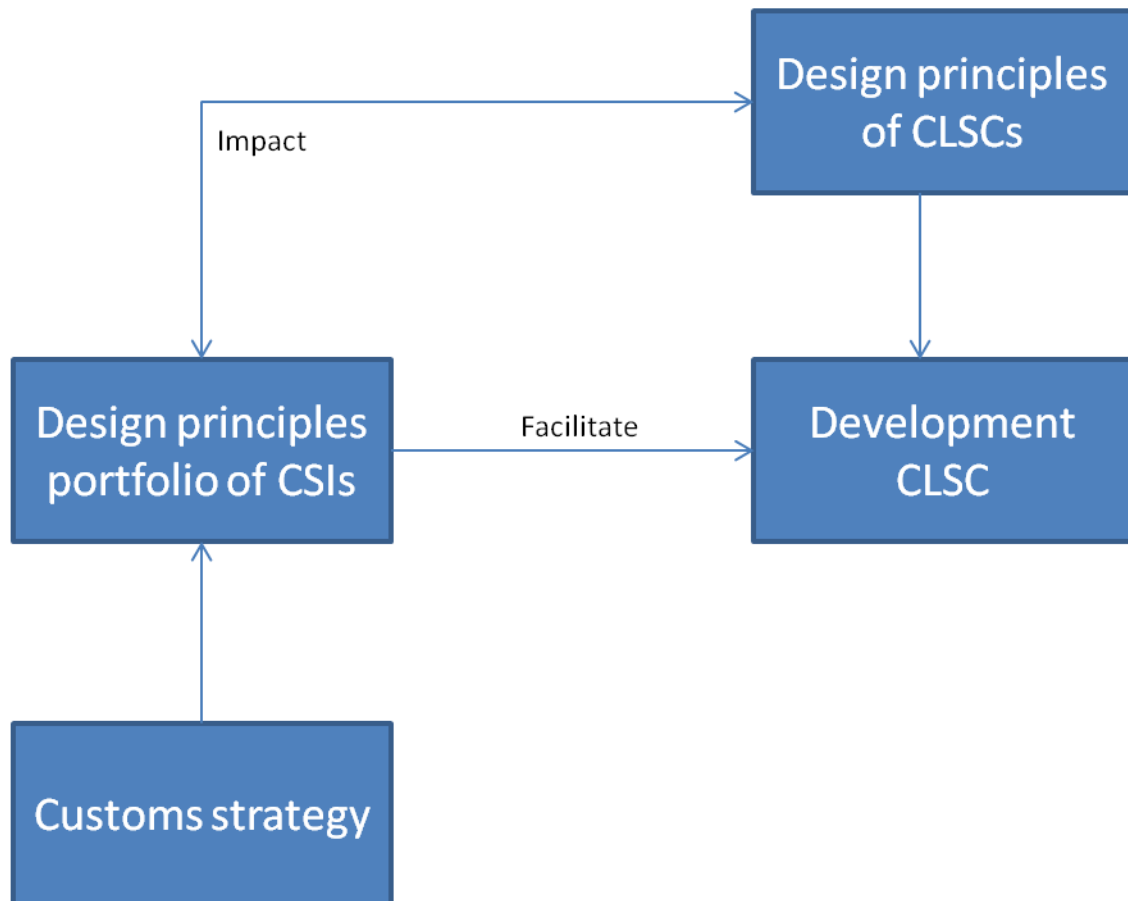 Design principles
of CLSCs
Impact
Design principles
portfolio of CSIs
Facilitate
Development
CLSC
Customs strategy